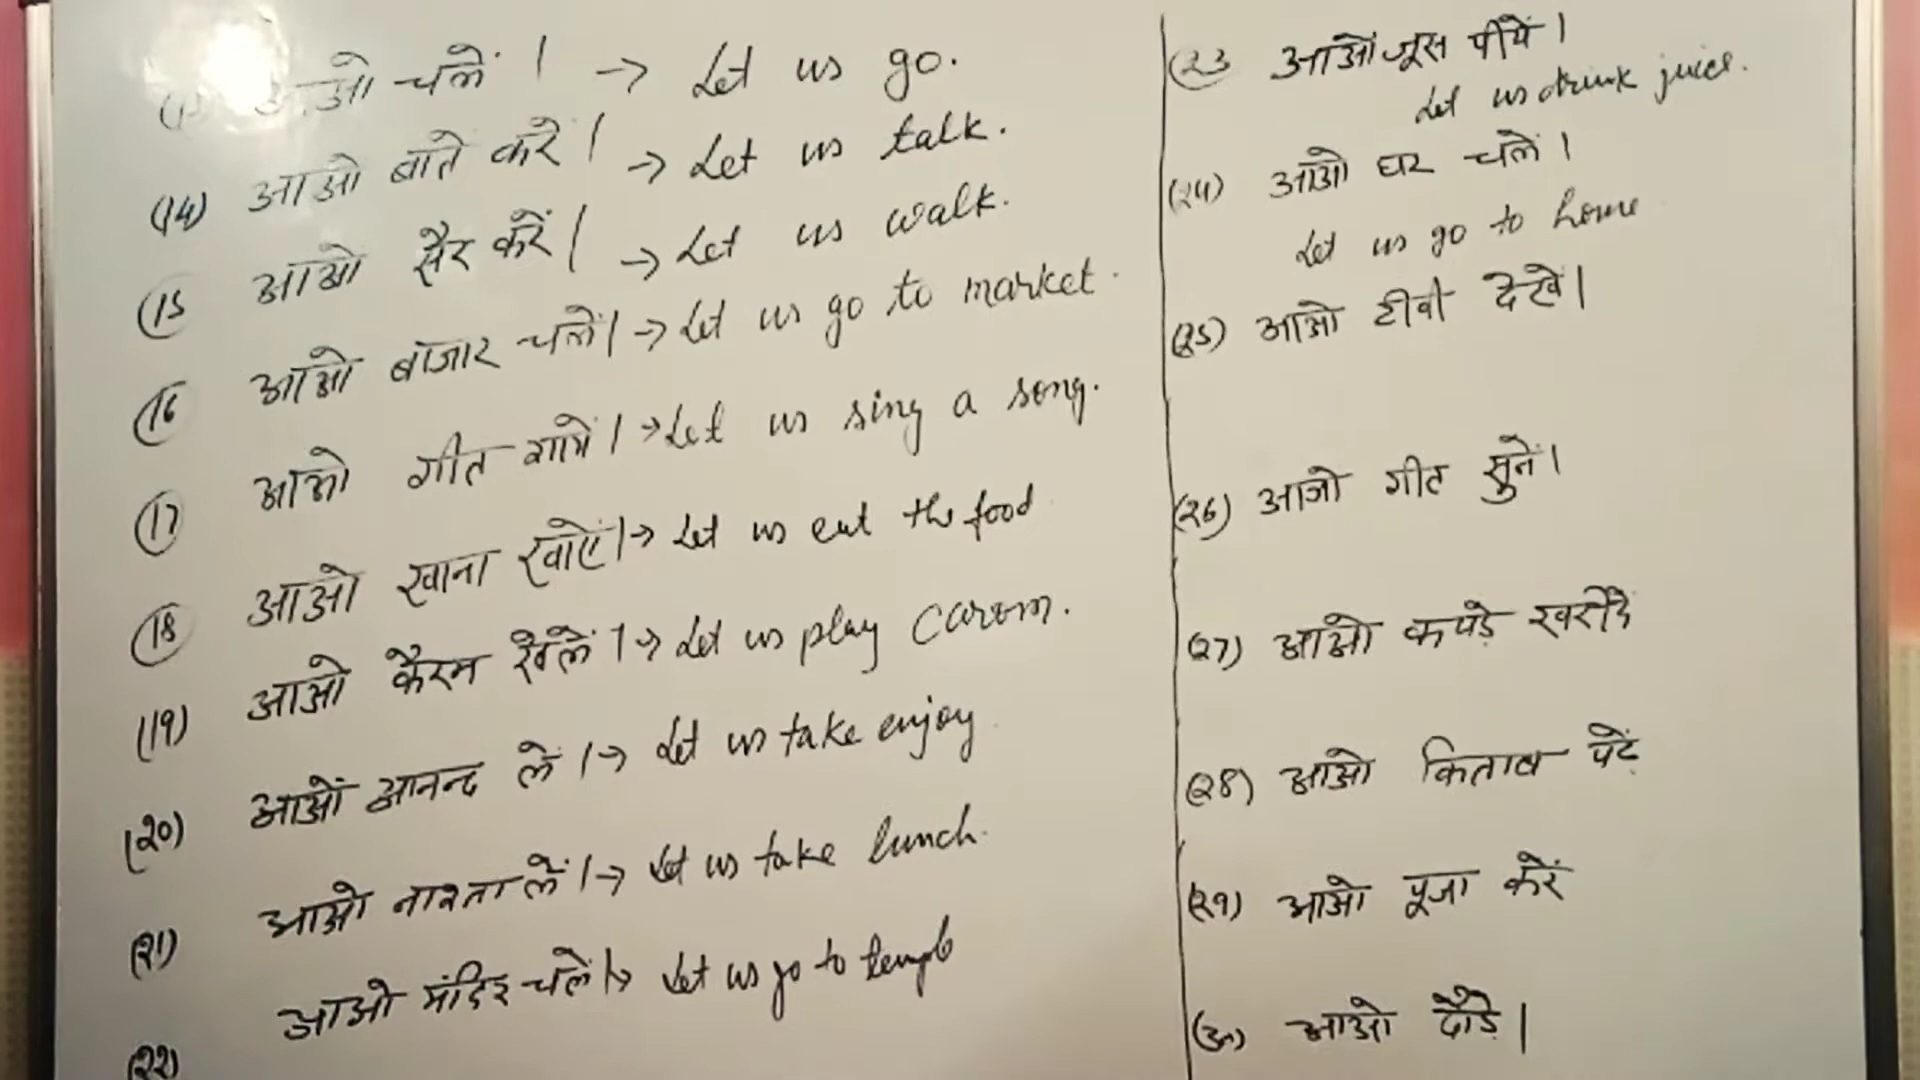 (13 आओ चलें । → Let us go.
(14) आओ बाते करें । → Let us talk.
(15 आओ सैर करें । → Let us walk.
(16 आओ बाजार चलें । → Let us go to market.
(17 आओ गीत गायें । → Let us sing a song.
(18 आओ खाना खाएं । → Let us eat the food
(19) आओ कैरम खेलें । → Let us play Carom.
(20) आओं आनन्द लें । → Let us take enjoy
(21) आओ नाश्ता लें । → Let us take lunch.
(22) आओ मंदिर चलें । → Let us go to temple
(23 आओं जूस पीयें ।
Let us drink juice.
(24) आओ घर चलें ।
Let us go to home
(25) आओ टीवी देखें ।
(26) आओ गीत सुनें ।
(27) आओ कपड़े खरीदें
(28) आओ किताब पढें
(29) आओ पूजा करें
(30) आओ दौड़े ।